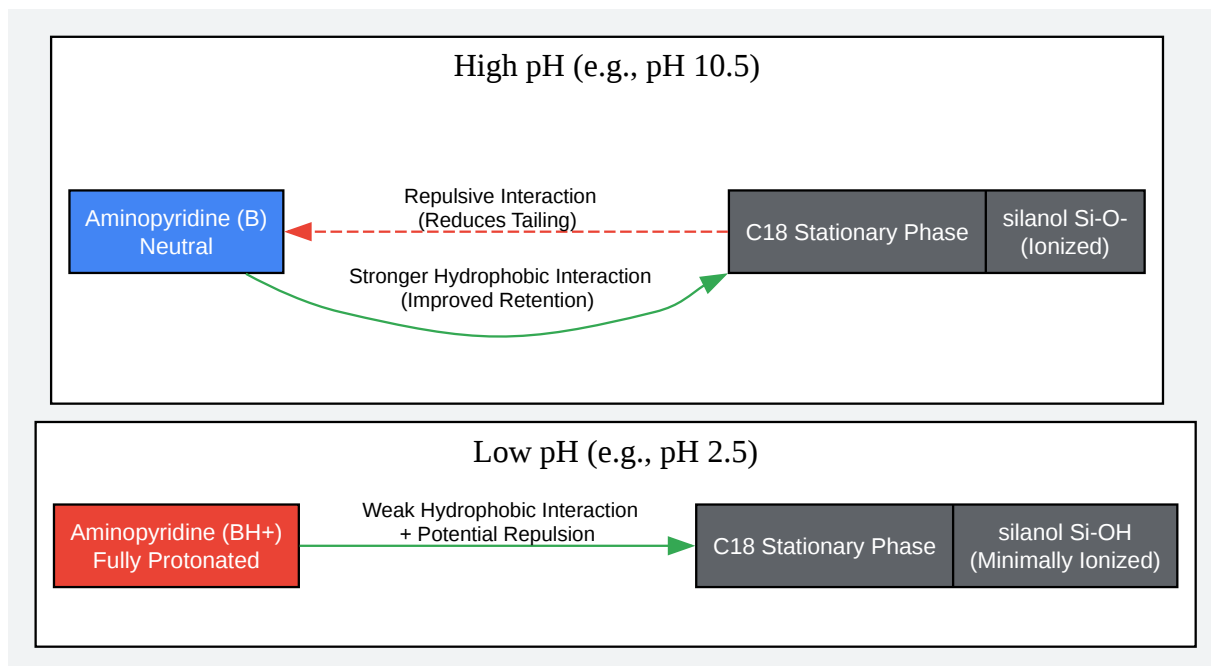 High pH (e.g., pH 10.5)
Aminopyridine (B)
Neutral
Repulsive Interaction
(Reduces Tailing)
Stronger Hydrophobic Interaction
(Improved Retention)
C18 Stationary Phase
silanol Si-O-
(Ionized)
Low pH (e.g., pH 2.5)
Aminopyridine (BH+)
Fully Protonated
Weak Hydrophobic Interaction
+ Potential Repulsion
C18 Stationary Phase
silanol Si-OH
(Minimally Ionized)